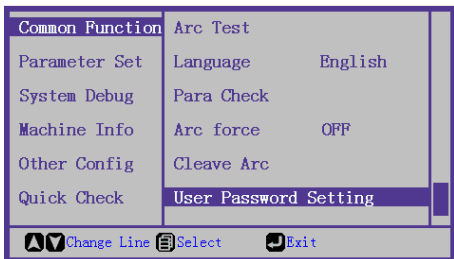 Common Function Arc Test
Parameter Set Language English
System Debug Para Check
Machine Info Arc force OFF
Other Config Cleave Arc
Quick Check User Password Setting
Change Line Select Exit